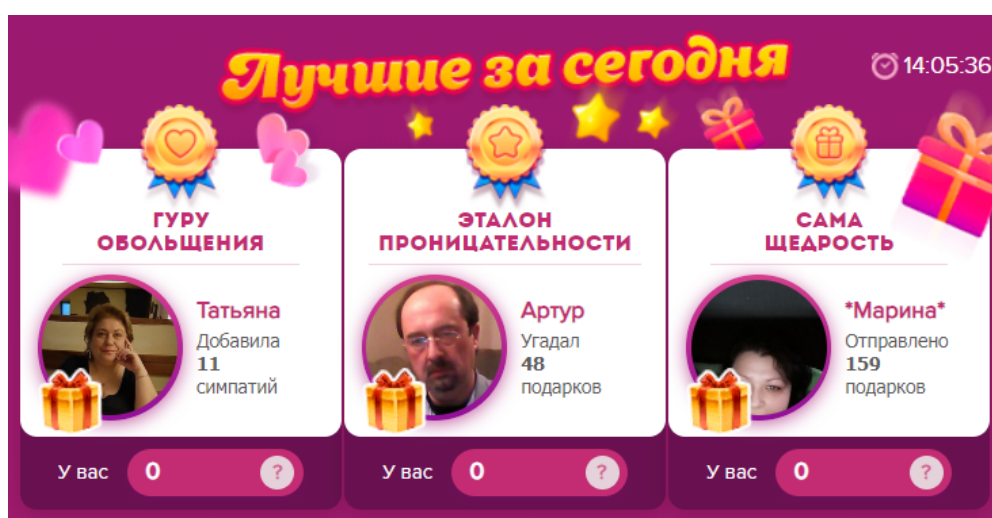 Лучшие за сегодня
14:05:36
ГУРУ
ОБОЛЬЩЕНИЯ
Татьяна
Добавила
11
симпатий
У вас 0 ?
ЭТАЛОН
ПРОНИЦАТЕЛЬНОСТИ
Артур
Угадал
48
подарков
У вас 0 ?
САМА
ЩЕДРОСТЬ
*Марина*
Отправлено
159
подарков
У вас 0 ?